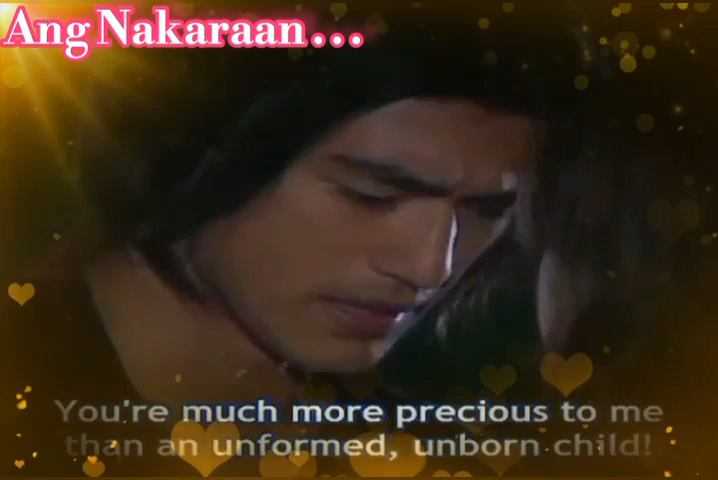 Ang Nakaraan...
You're much more precious to me
than an unformed, unborn child!